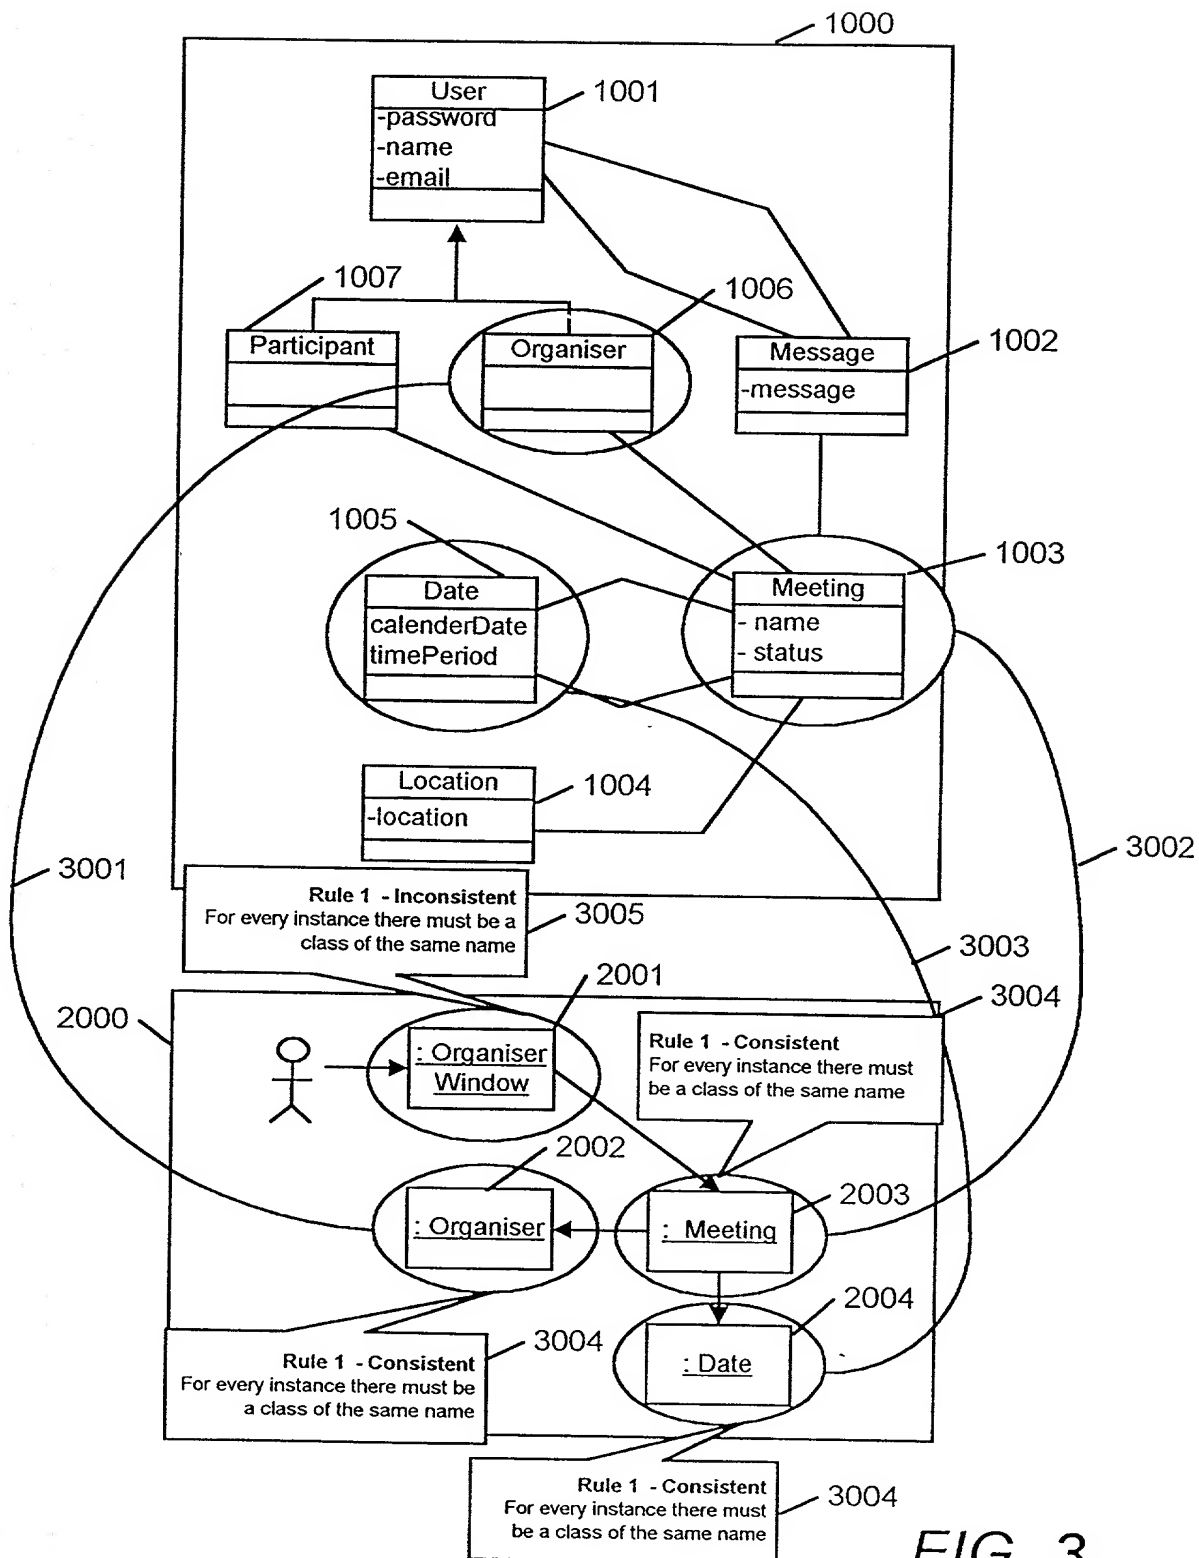 1000
User
1001
-password
-name
-email
1007
1006
Participant
Organiser
Message
1002
-message
1005
1003
Date
calenderDate
timePeriod
Meeting
- name
- status
Location
1004
-location
3001
3002
Rule 1 - Inconsistent
For every instance there must be a
class of the same name
3005
3003
2001
3004
2000
: Organiser
Window
Rule 1 - Consistent
For every instance there must
be a class of the same name
2002
2003
: Organiser
: Meeting
2004
3004
: Date
Rule 1 - Consistent
For every instance there must be
a class of the same name
Rule 1 - Consistent
For every instance there must
be a class of the same name
3004
FIG. 3